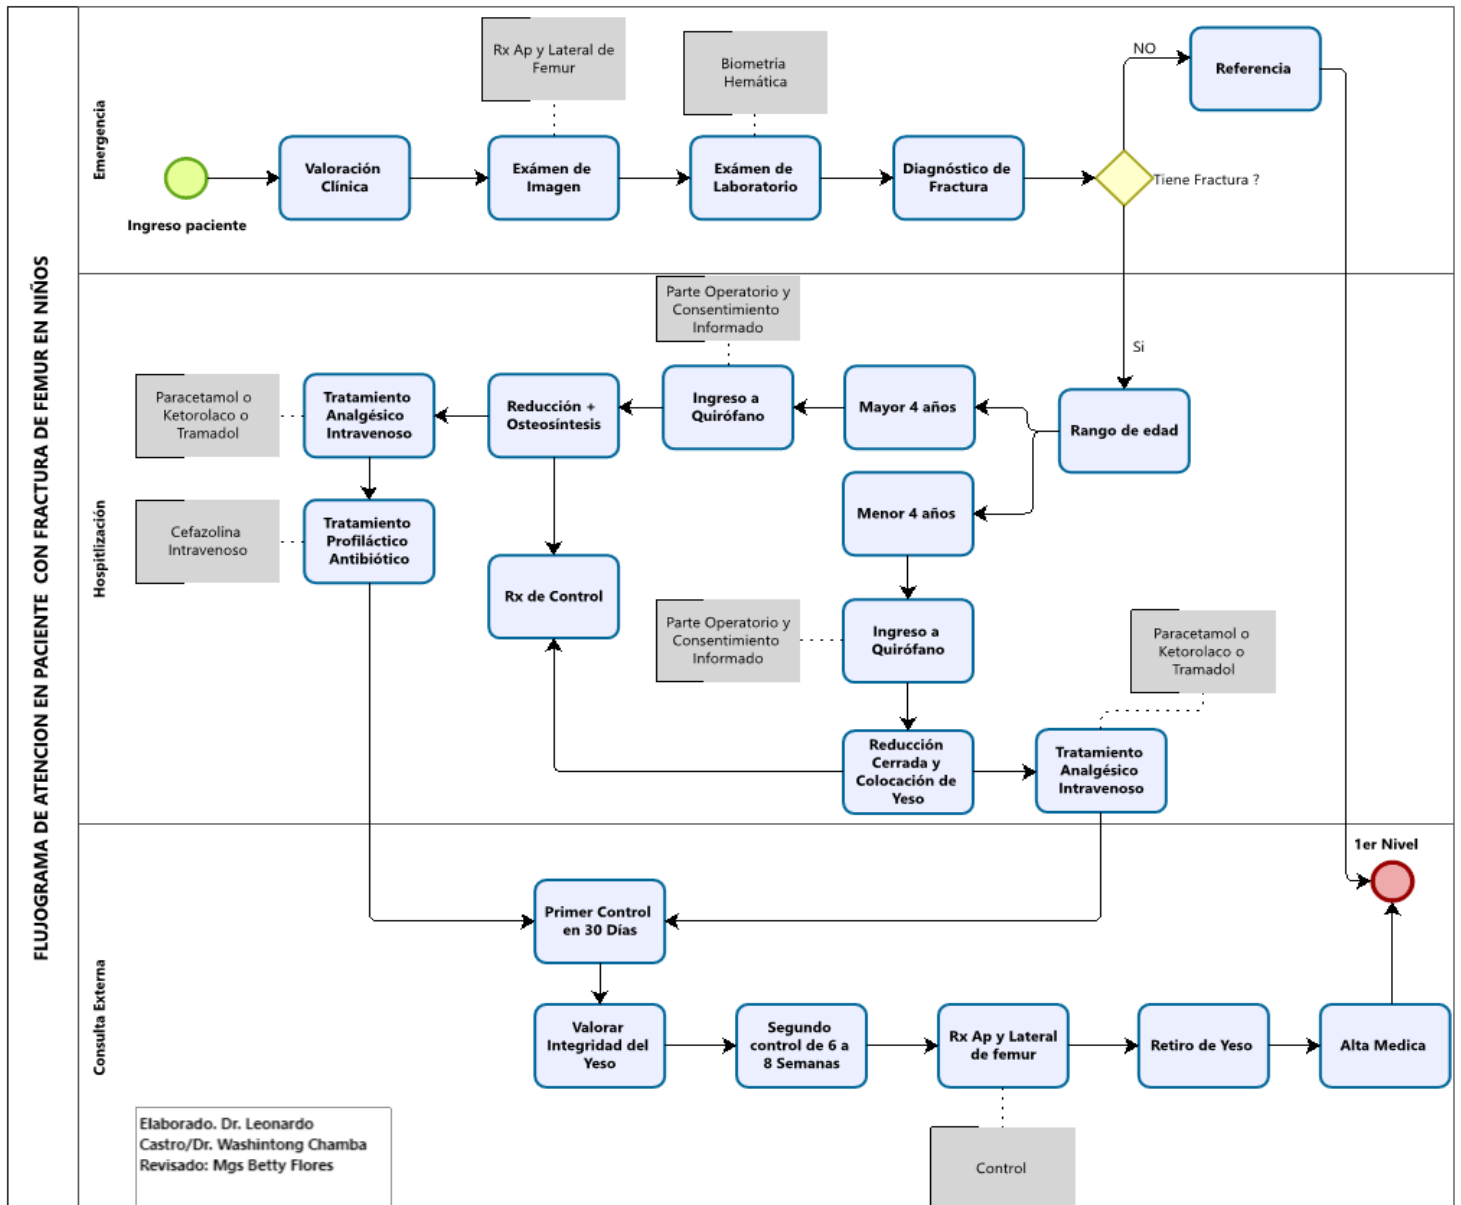 FLUJOGRAMA DE ATENCION EN PACIENTE CON FRACTURA DE FEMUR EN NIÑOS
Emergencia
Rx Ap y Lateral de
Femur
Biometría
Hemática
NO
Referencia
Valoración
Clínica
Exámen de
Imagen
Exámen de
Laboratorio
Diagnóstico de
Fractura
Tiene Fractura ?
Ingreso paciente
Hospitlización
Parte Operatorio y
Consentimiento
Informado
Si
Paracetamol o
Ketorolaco o
Tramadol
Tratamiento
Analgésico
Intravenoso
Reducción +
Osteosíntesis
Ingreso a
Quirófano
Mayor 4 años
Rango de edad
Menor 4 años
Cefazolina
Intravenoso
Tratamiento
Profiláctico
Antibiótico
Rx de Control
Parte Operatorio y
Consentimiento
Informado
Ingreso a
Quirófano
Paracetamol o
Ketorolaco o
Tramadol
Reducción
Cerrada y
Colocación de
Yeso
Tratamiento
Analgésico
Intravenoso
Consulta Externa
1er Nivel
Primer Control
en 30 Días
Valorar
Integridad del
Yeso
Segundo
control de 6 a
8 Semanas
Rx Ap y Lateral
de femur
Retiro de Yeso
Alta Medica
Control
Elaborado. Dr. Leonardo
Castro/Dr. Washintong Chamba
Revisado: Mgs Betty Flores